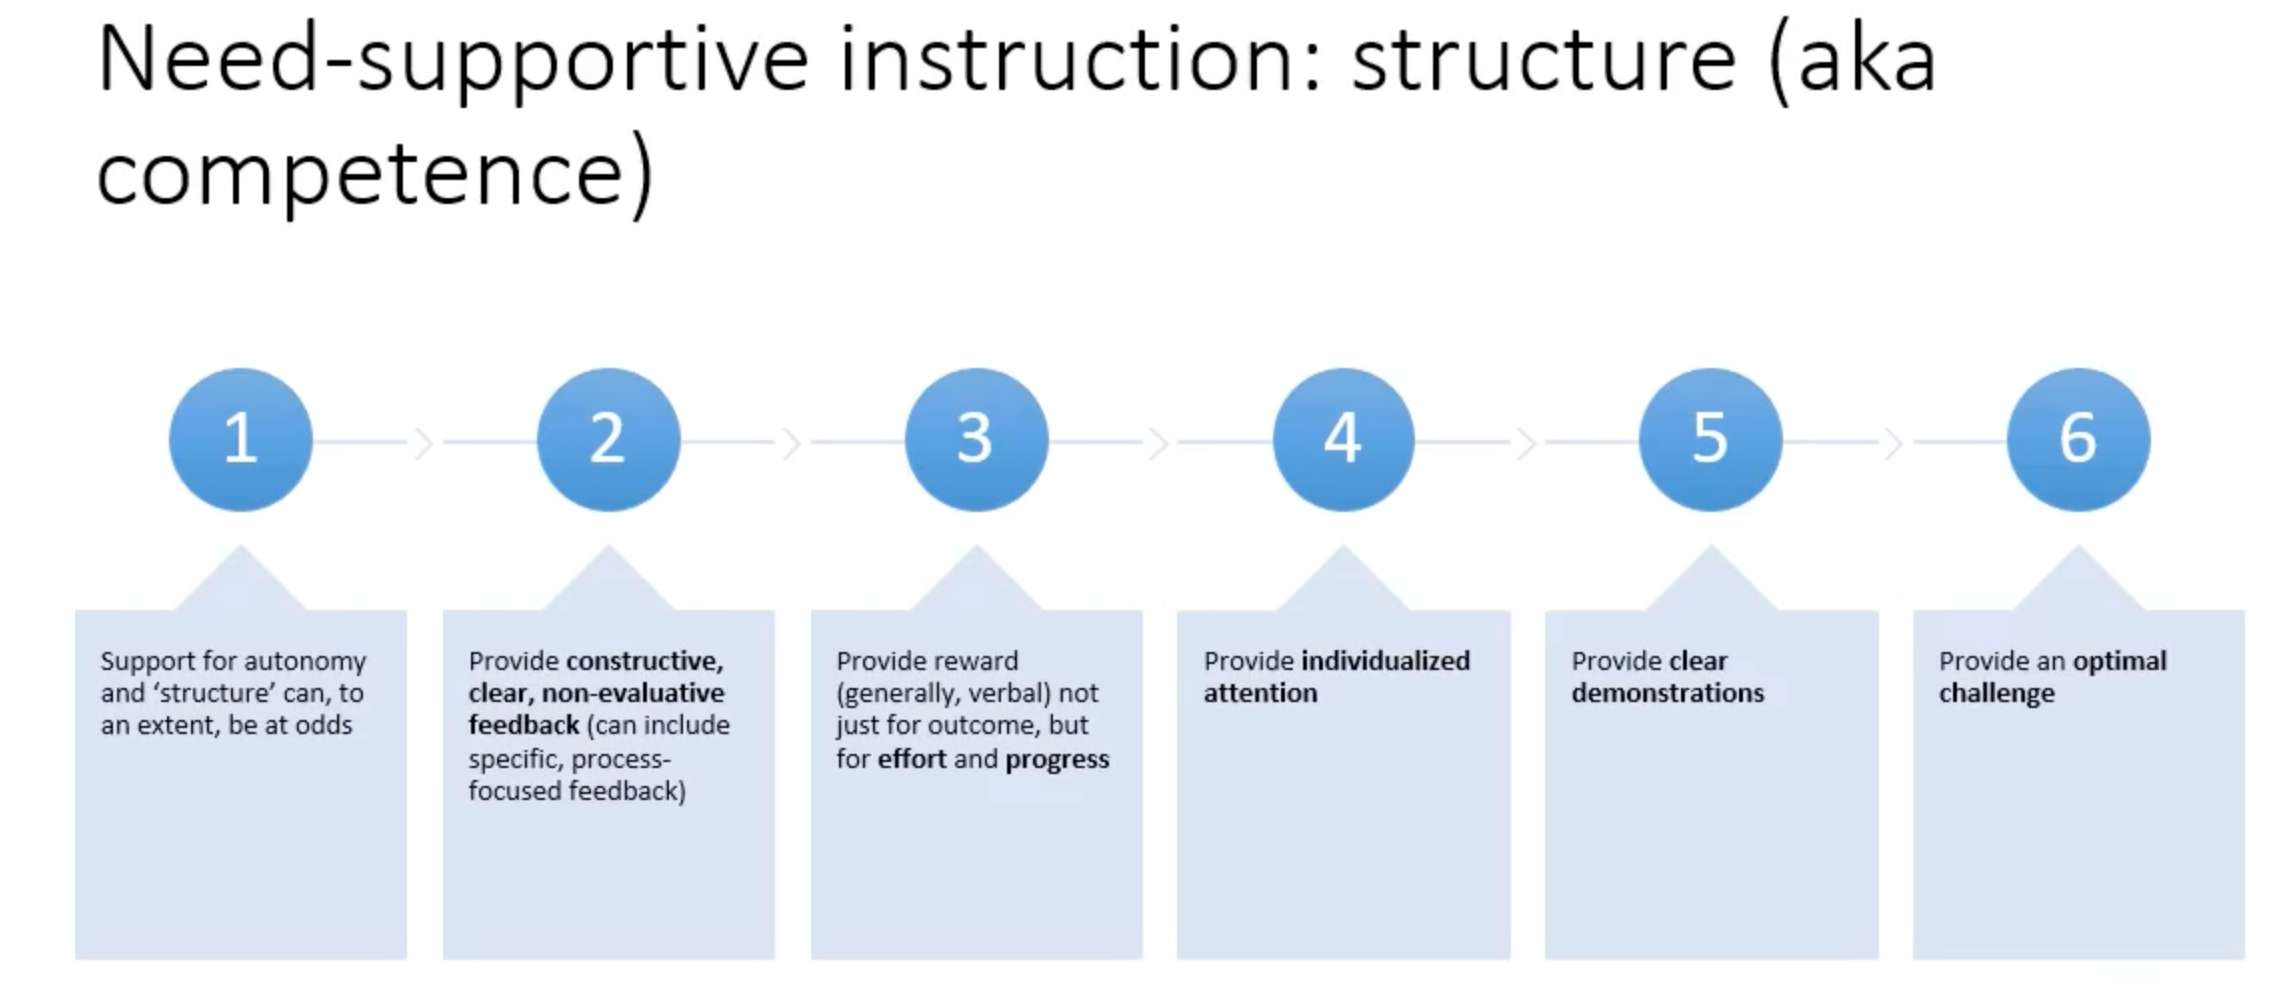 Need-supportive instruction: structure (aka
competence)
1
2
3
4
5
6
Support for autonomy
and ‘structure’ can, to
an extent, be at odds
Provide constructive,
clear, non-evaluative
feedback (can include
specific, process-
focused feedback)
Provide reward
(generally, verbal) not
just for outcome, but
for effort and progress
Provide individualized
attention
Provide clear
demonstrations
Provide an optimal
challenge